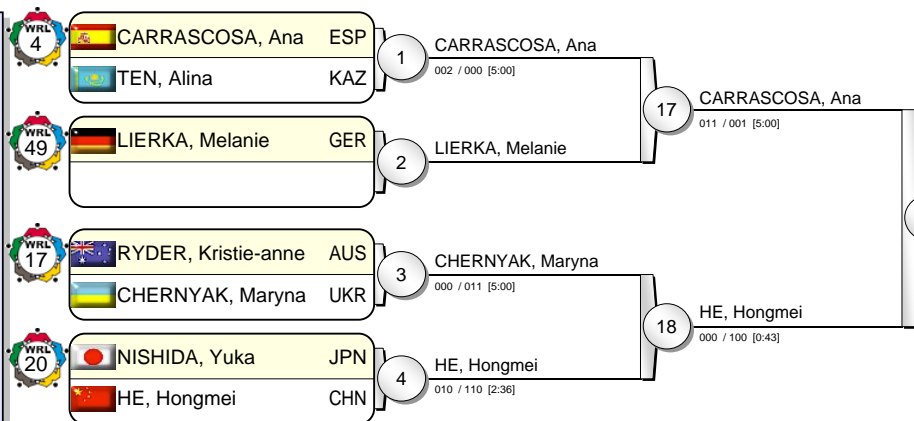 WRL
4
CARRASCOSA, Ana ESP
TEN, Alina KAZ
1
CARRASCOSA, Ana
002 / 000 [5:00]
17
CARRASCOSA, Ana
011 / 001 [5:00]
WRL
49
LIERKA, Melanie GER
2
LIERKA, Melanie
WRL
17
RYDER, Kristie-anne AUS
CHERNYAK, Maryna UKR
3
CHERNYAK, Maryna
000 / 011 [5:00]
18
HE, Hongmei
000 / 100 [0:43]
WRL
20
NISHIDA, Yuka JPN
HE, Hongmei CHN
4
HE, Hongmei
010 / 110 [2:36]